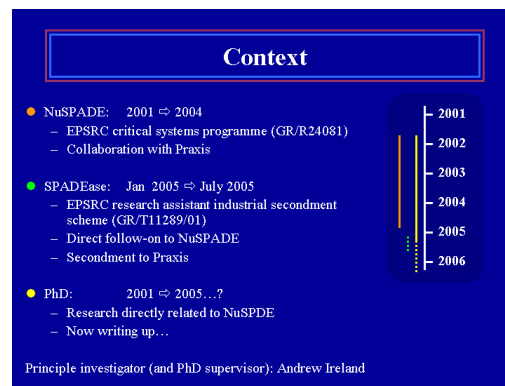 Context
NuSPADE: 2001 ⇨ 2004
– EPSRC critical systems programme (GR/R24081)
– Collaboration with Praxis
SPADEase: Jan 2005 ⇨ July 2005
– EPSRC research assistant industrial secondment
scheme (GR/T11289/01)
– Direct follow-on to NuSPADE
– Secondment to Praxis
PhD: 2001 ⇨ 2005…?
– Research directly related to NuSPDE
– Now writing up…
Principle investigator (and PhD supervisor): Andrew Ireland
2001
2002
2003
2004
2005
2006